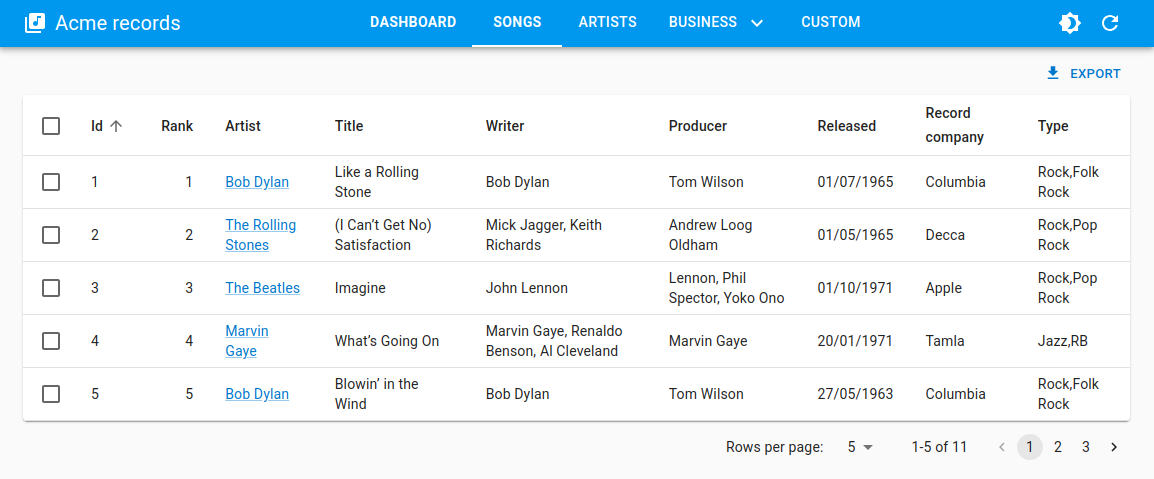 Acme records DASHBOARD SONGS ARTISTS BUSINESS CUSTOM
EXPORT
Id Rank Artist Title Writer Producer Released Record company Type
1 1 Bob Dylan Like a Rolling Stone Bob Dylan Tom Wilson 01/07/1965 Columbia Rock,Folk Rock
2 2 The Rolling Stones (I Can’t Get No) Satisfaction Mick Jagger, Keith Richards Andrew Loog Oldham 01/05/1965 Decca Rock,Pop Rock
3 3 The Beatles Imagine John Lennon Lennon, Phil Spector, Yoko Ono 01/10/1971 Apple Rock,Pop Rock
4 4 Marvin Gaye What’s Going On Marvin Gaye, Renaldo Benson, Al Cleveland Marvin Gaye 20/01/1971 Tamla Jazz,RB
5 5 Bob Dylan Blowin’ in the Wind Bob Dylan Tom Wilson 27/05/1963 Columbia Rock,Folk Rock
Rows per page: 5 1-5 of 11 1 2 3